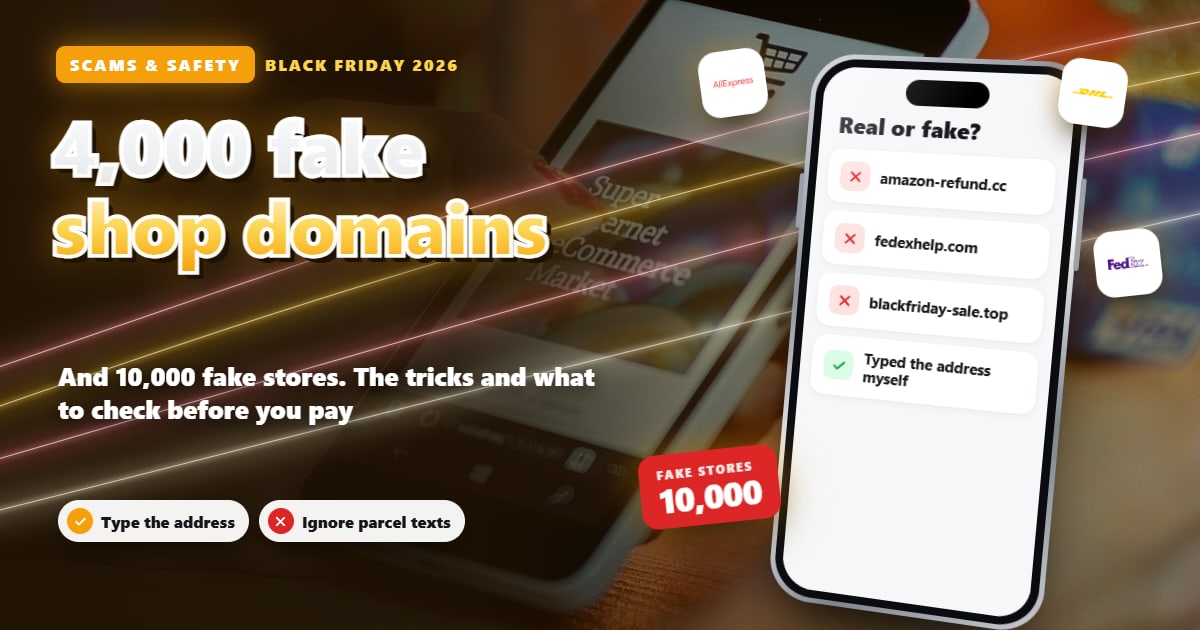 SCAMS & SAFETY
BLACK FRIDAY 2026
4,000 fake
shop domains
And 10,000 fake stores. The tricks and what
to check before you pay
Type the address
Ignore parcel texts
Super
ernet
eCommerce
Market
AliExpress
DHL
FedEx
Real or fake?
amazon-refund.cc
fedexhelp.com
blackfriday-sale.top
Typed the address
myself
FAKE STORES
10,000